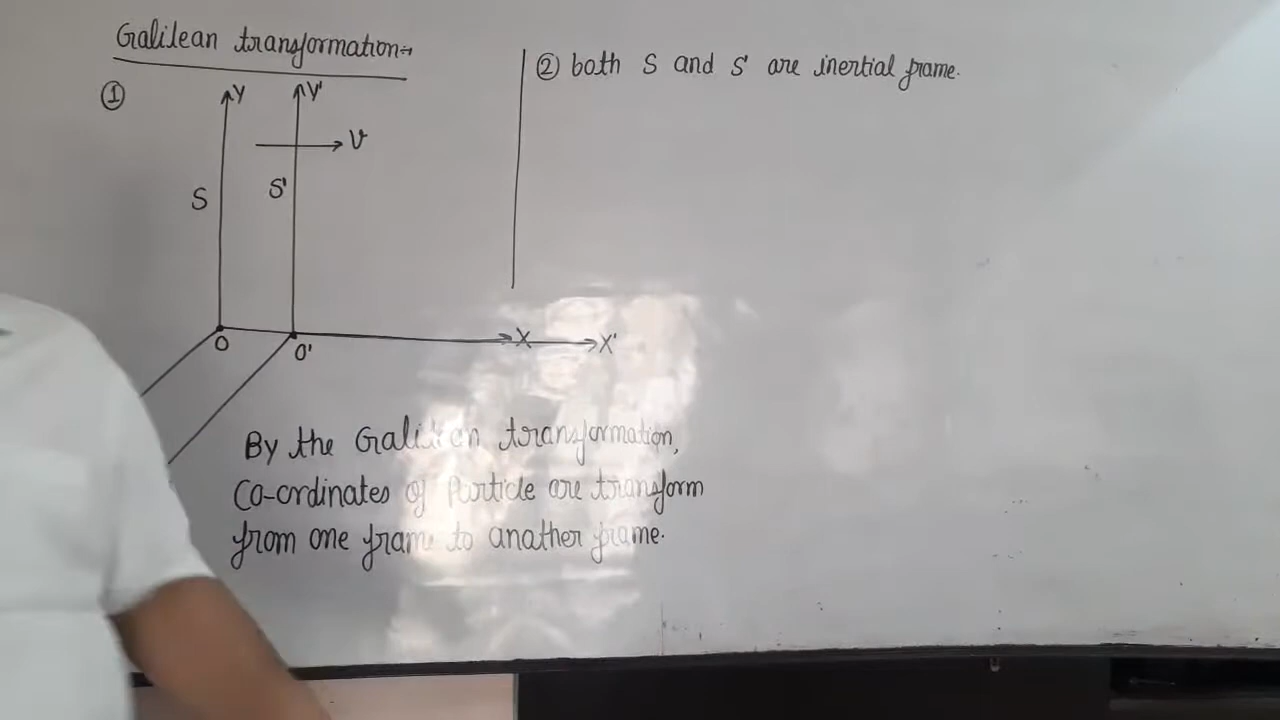 Galilean transformation→
①
Y
Y'
V
S
S'
O
O'
X
X'
By the Galilean transformation,
Co-ordinates of Particle are transform
from one frame to anather frame.
② both S and S' are inertial frame.